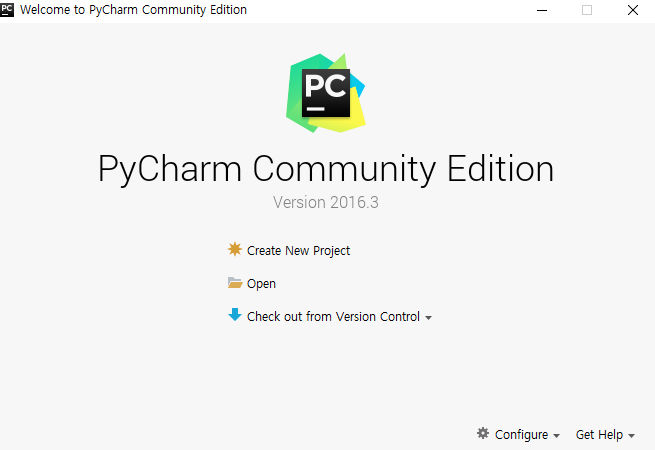 PC Welcome to PyCharm Community Edition
PC
PyCharm Community Edition
Version 2016.3
Create New Project
Open
Check out from Version Control
Configure Get Help